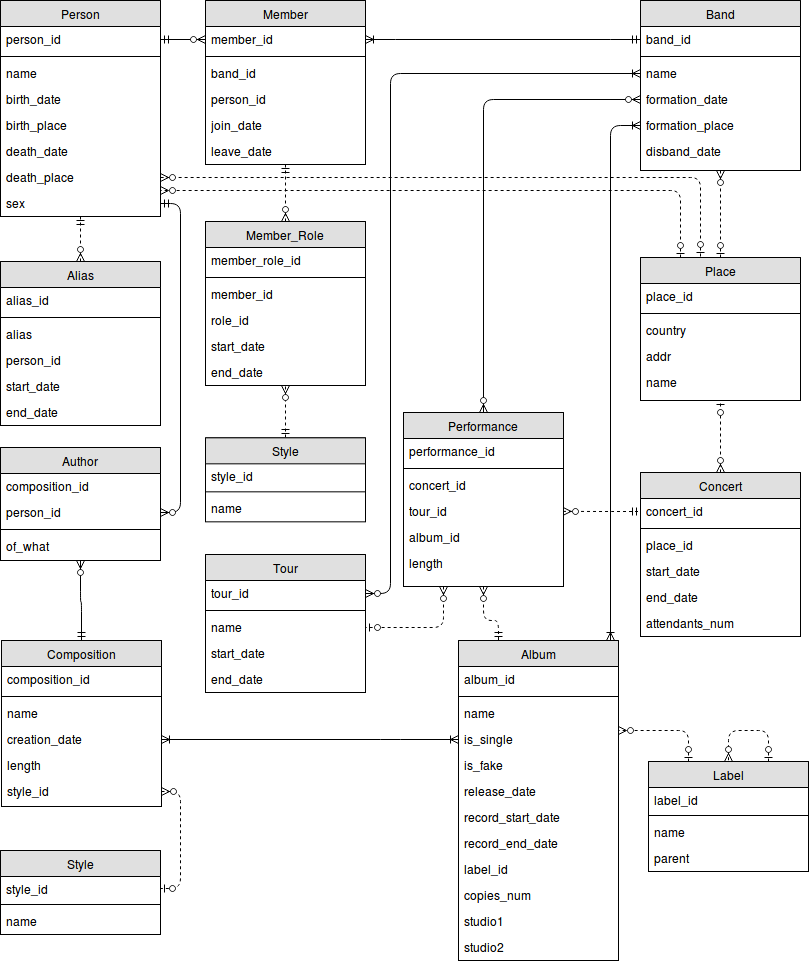 Person
person_id
name
birth_date
birth_place
death_date
death_place
sex
Member
member_id
band_id
person_id
join_date
leave_date
Band
band_id
name
formation_date
formation_place
disband_date
Alias
alias_id
alias
person_id
start_date
end_date
Member_Role
member_role_id
member_id
role_id
start_date
end_date
Place
place_id
country
addr
name
Author
composition_id
person_id
of_what
Style
style_id
name
Performance
performance_id
concert_id
tour_id
album_id
length
Concert
concert_id
place_id
start_date
end_date
attendants_num
Tour
tour_id
name
start_date
end_date
Composition
composition_id
name
creation_date
length
style_id
Album
album_id
name
is_single
is_fake
release_date
record_start_date
record_end_date
label_id
copies_num
studio1
studio2
Label
label_id
name
parent
Style
style_id
name